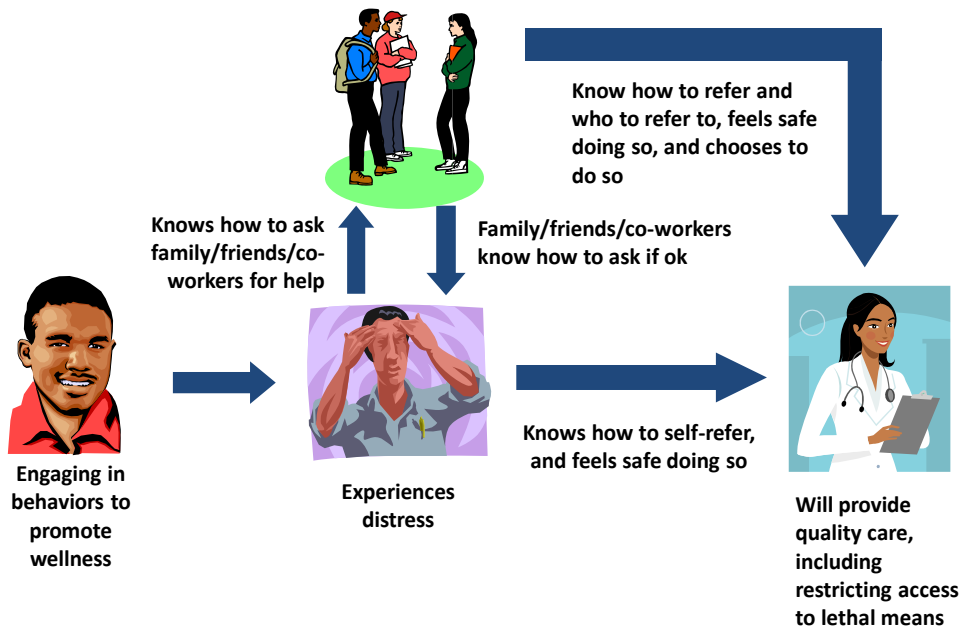 Know how to refer and
who to refer to, feels safe
doing so, and chooses to
do so
Knows how to ask
family/friends/co-
workers for help
Family/friends/co-workers
know how to ask if ok
Engaging in
behaviors to
promote
wellness
Experiences
distress
Knows how to self-refer,
and feels safe doing so
Will provide
quality care,
including
restricting access
to lethal means